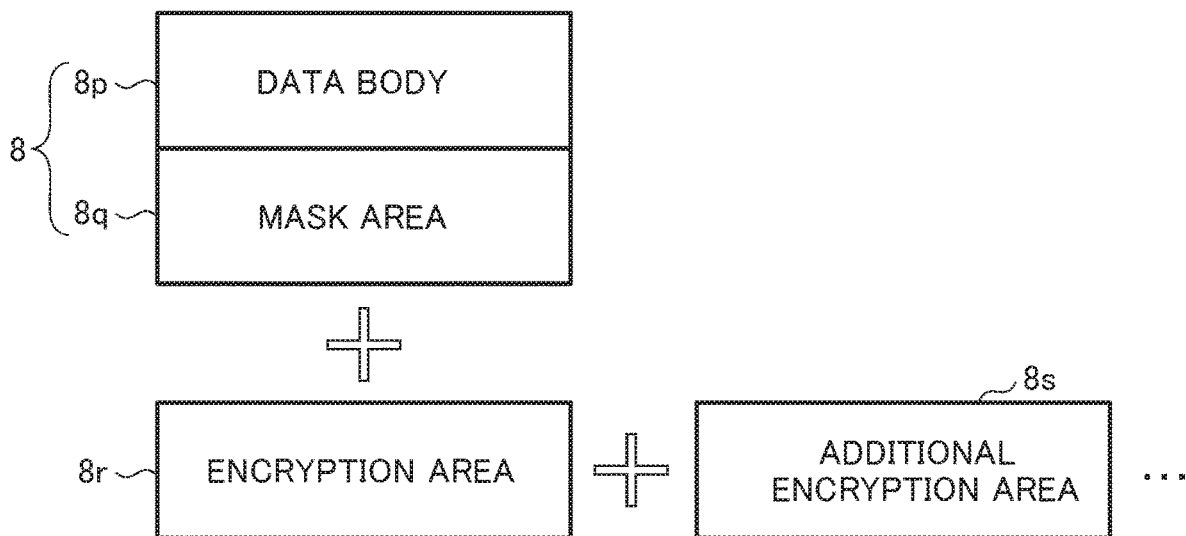 8p
DATA BODY
8
8q
MASK AREA
8s
8r
ENCRYPTION AREA
ADDITIONAL
ENCRYPTION AREA
...